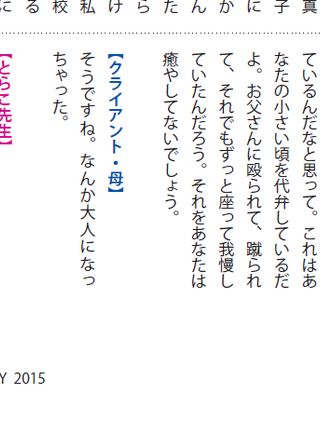 真子にかんたらけ私校るに
ているんだなと思って。これはあ
なたの小さい頃を代弁しているだ
よ。お父さんに殴られて、蹴られ
て、それでもずっと座って我慢し
ていたんだろう。それをあなたは
癒やしてないでしょう。
【クライアント・母】
そうですね。なんか大人になっ
ちゃった。
【とらこ先生】
Y 2015